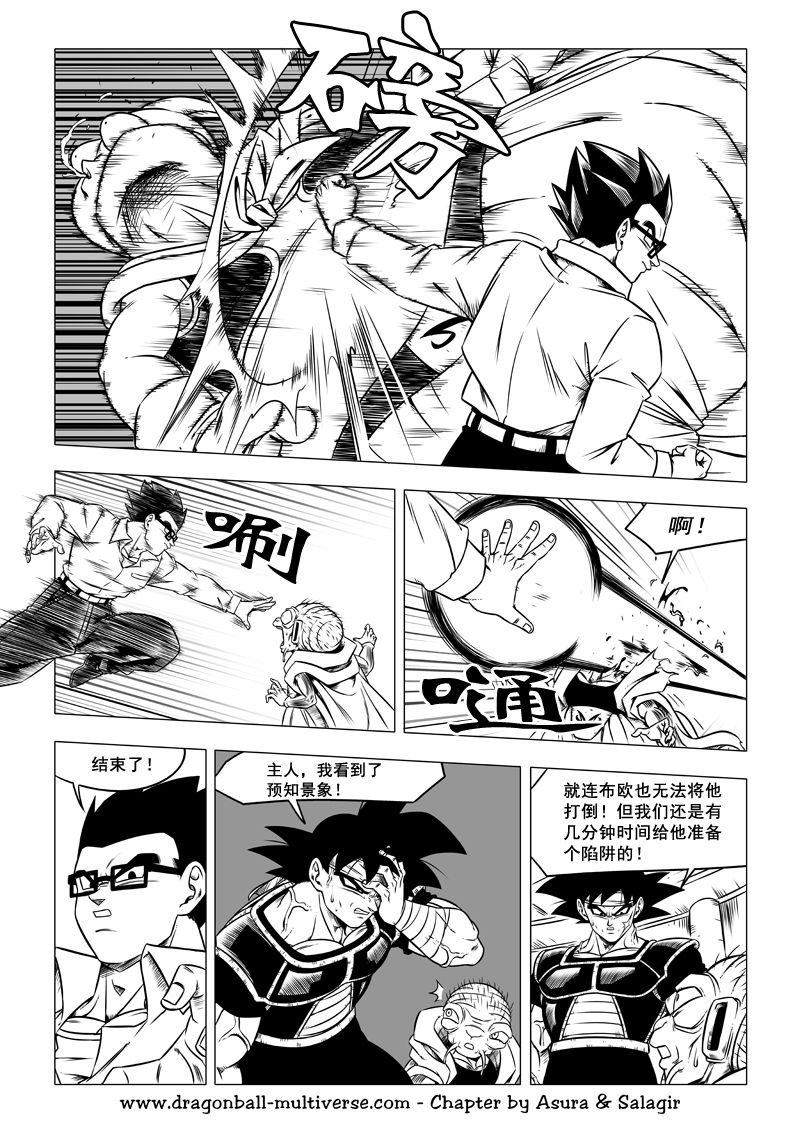 磅
唰
啊！
嗵
结束了！
主人，我看到了
预知景象！
就连布欧也无法将他
打倒！但我们还是有
几分钟时间给他准备
个陷阱的！
www.dragonball-multiverse.com - Chapter by Asura & Salagir